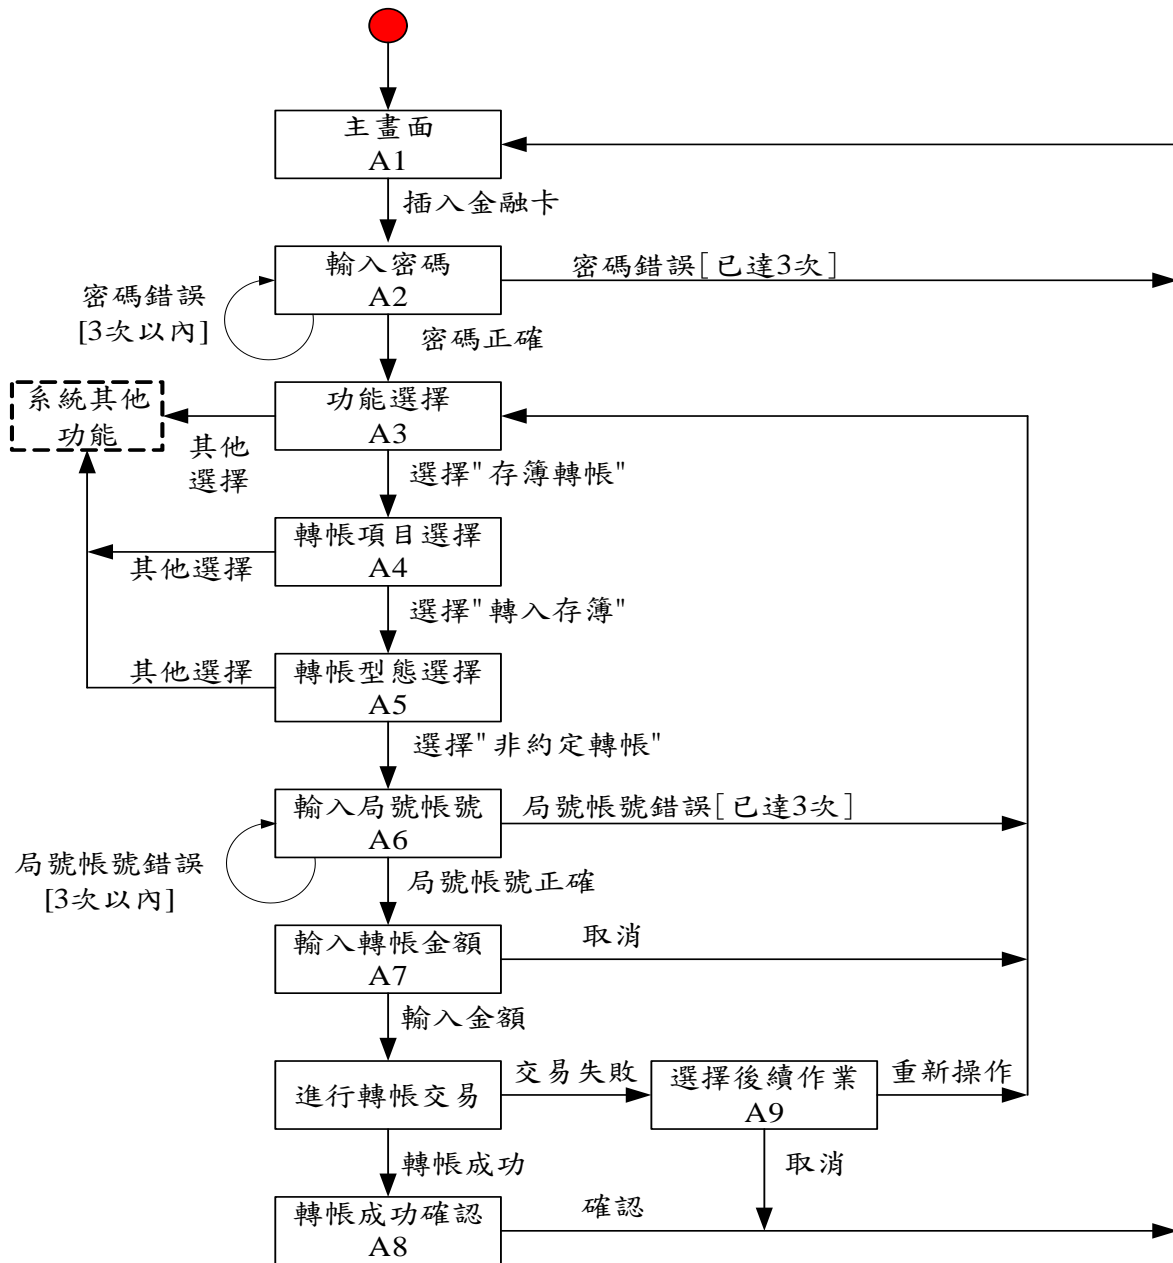 主畫面
A1
插入金融卡
輸入密碼
A2
密碼錯誤[已達3次]
密碼錯誤
[3次以內]
密碼正確
系統其他
功能
功能選擇
A3
其他
選擇
選擇"存簿轉帳"
轉帳項目選擇
A4
其他選擇
選擇"轉入存簿"
其他選擇
轉帳型態選擇
A5
選擇"非約定轉帳"
輸入局號帳號
A6
局號帳號錯誤[已達3次]
局號帳號錯誤
[3次以內]
局號帳號正確
輸入轉帳金額
A7
取消
輸入金額
進行轉帳交易
交易失敗
選擇後續作業
A9
重新操作
轉帳成功
取消
轉帳成功確認
A8
確認